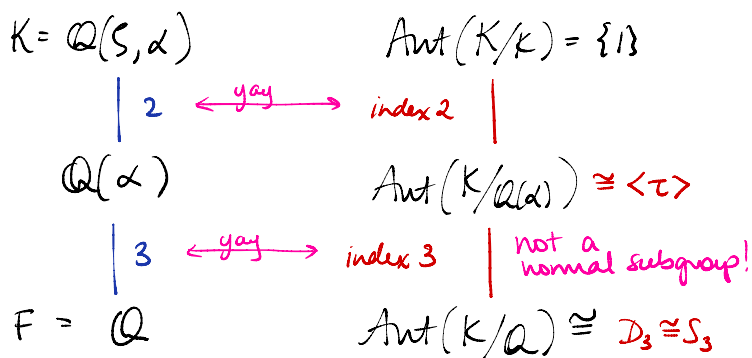 K = ℚ(ζ, α) Aut(K/K) = {1}
2 yay index 2
ℚ(α) Aut(K/ℚ(α)) ≅ <τ>
3 yay index 3 not a normal subgroup!
F = ℚ Aut(K/ℚ) ≅ D₃ ≅ S₃